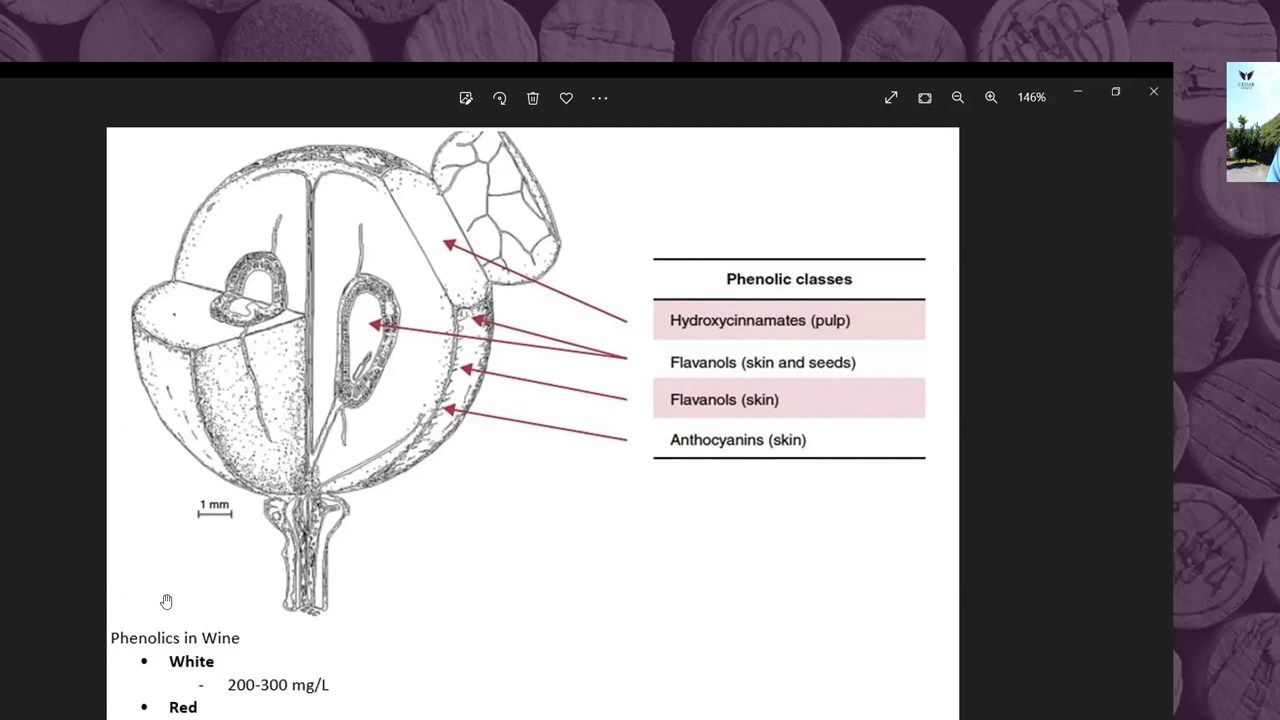 146%
CEDAR
Phenolic classes
Hydroxycinnamates (pulp)
Flavanols (skin and seeds)
Flavanols (skin)
Anthocyanins (skin)
1 mm
Phenolics in Wine
• White
- 200-300 mg/L
• Red